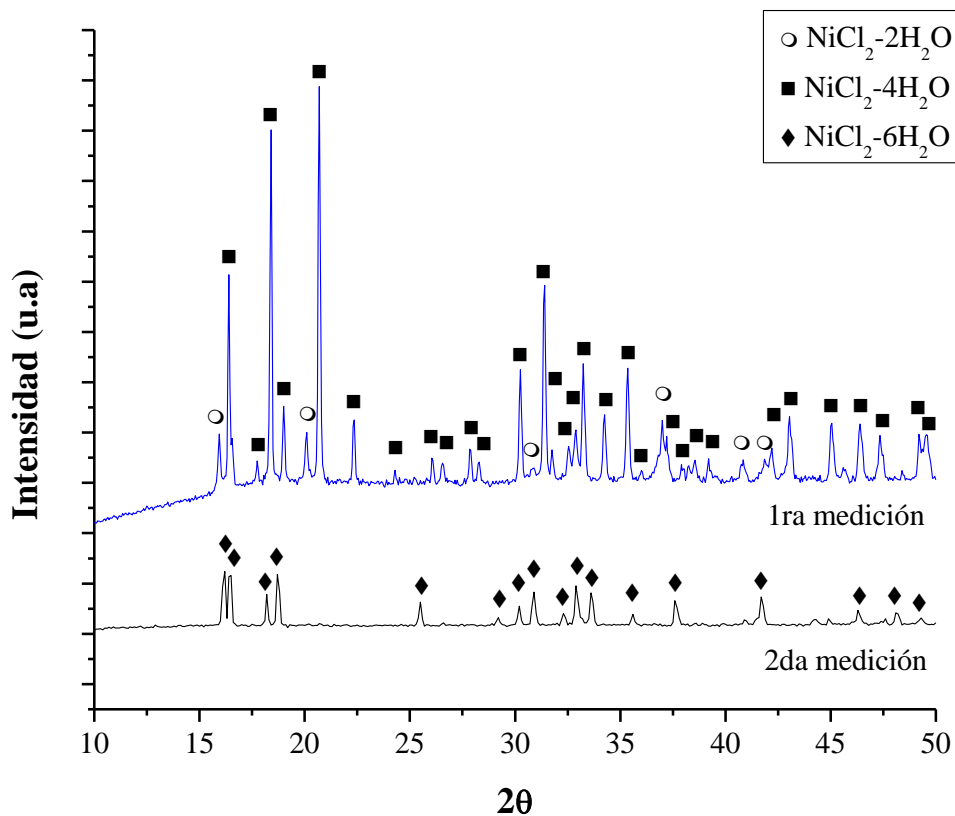 ○ NiCl₂-2H₂O
■ NiCl₂-4H₂O
◆ NiCl₂-6H₂O
Intensidad (u.a)
1ra medición
2da medición
10 15 20 25 30 35 40 45 50
2θ